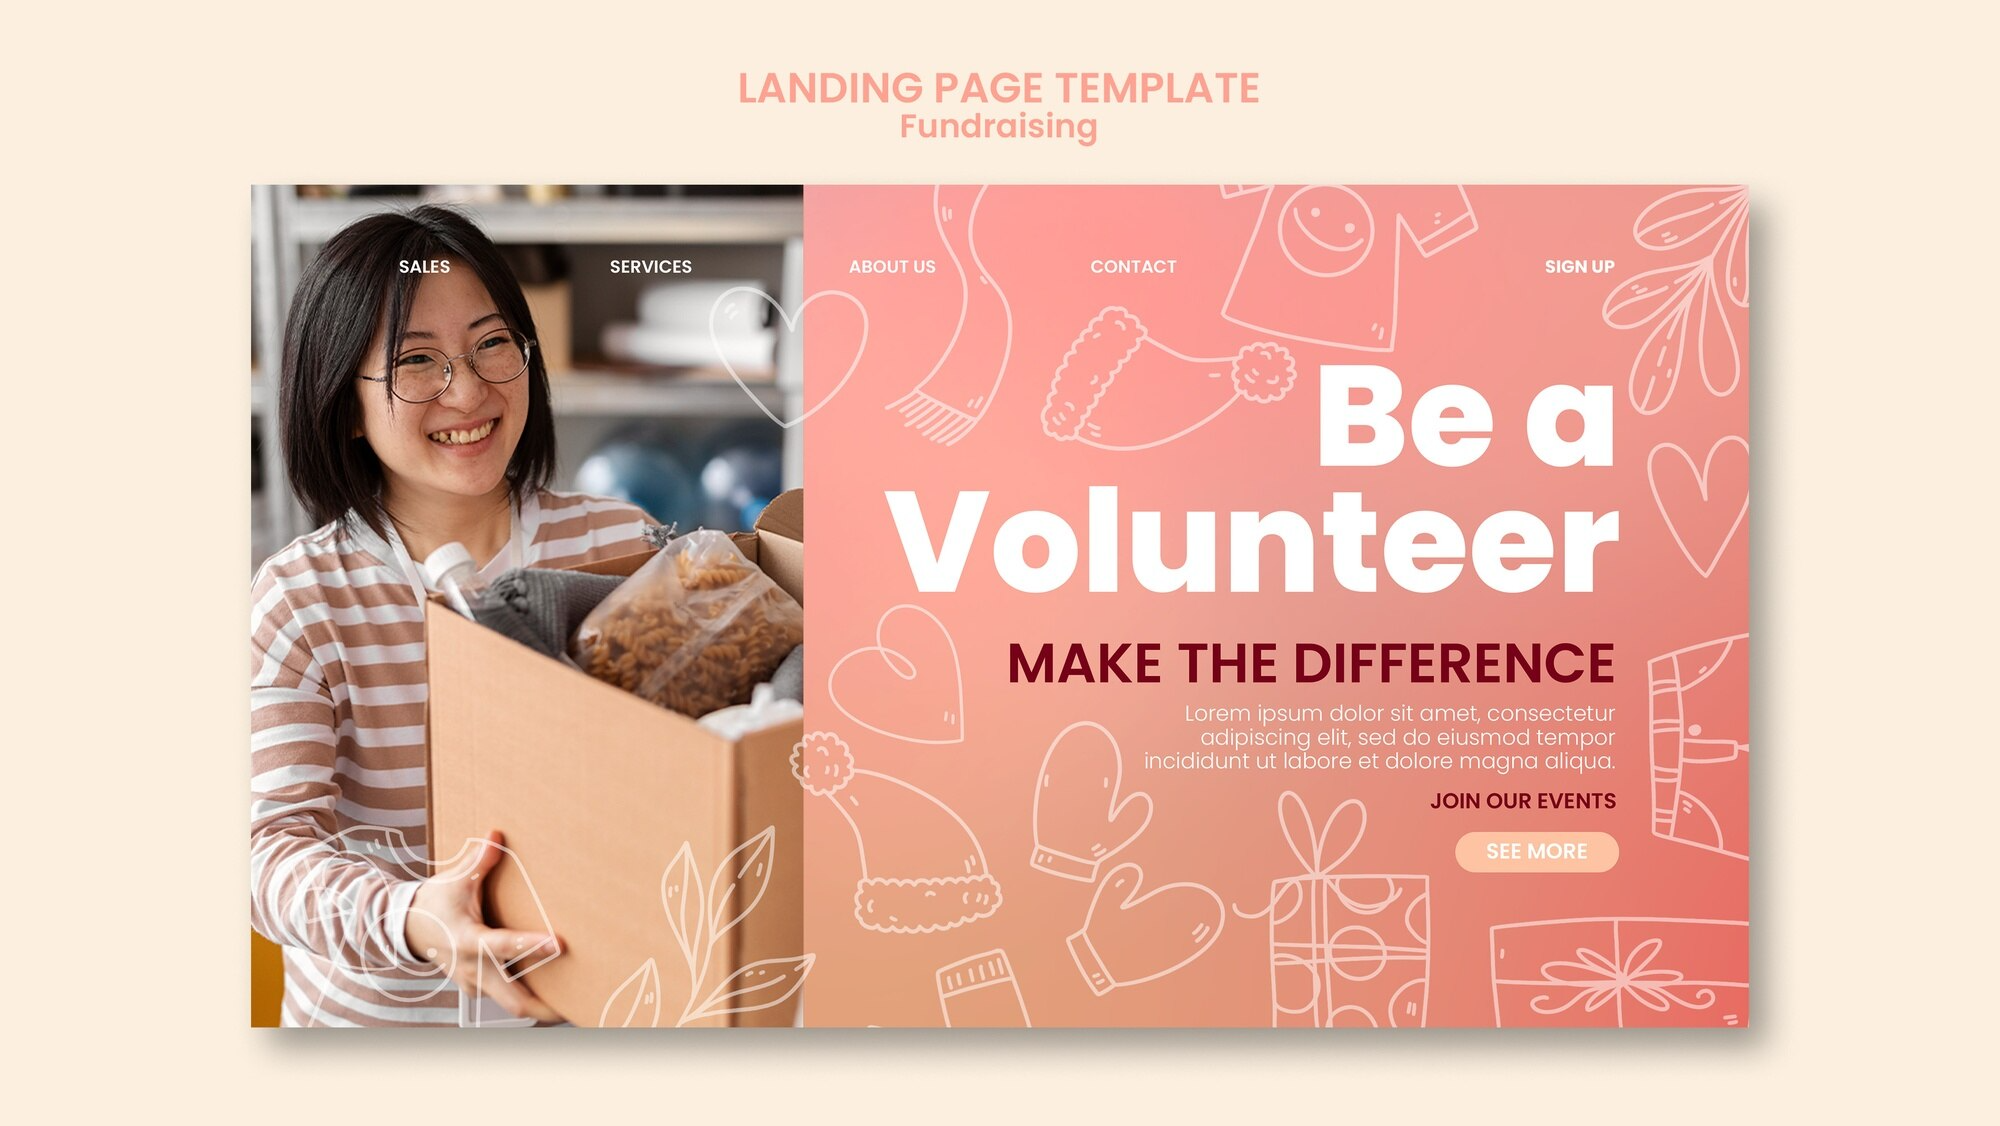 LANDING PAGE TEMPLATE
Fundraising
SALES
SERVICES
ABOUT US
CONTACT
SIGN UP
Be a
Volunteer
MAKE THE DIFFERENCE
Lorem ipsum dolor sit amet, consectetur
adipiscing elit, sed do eiusmod tempor
incididunt ut labore et dolore magna aliqua.
JOIN OUR EVENTS
SEE MORE